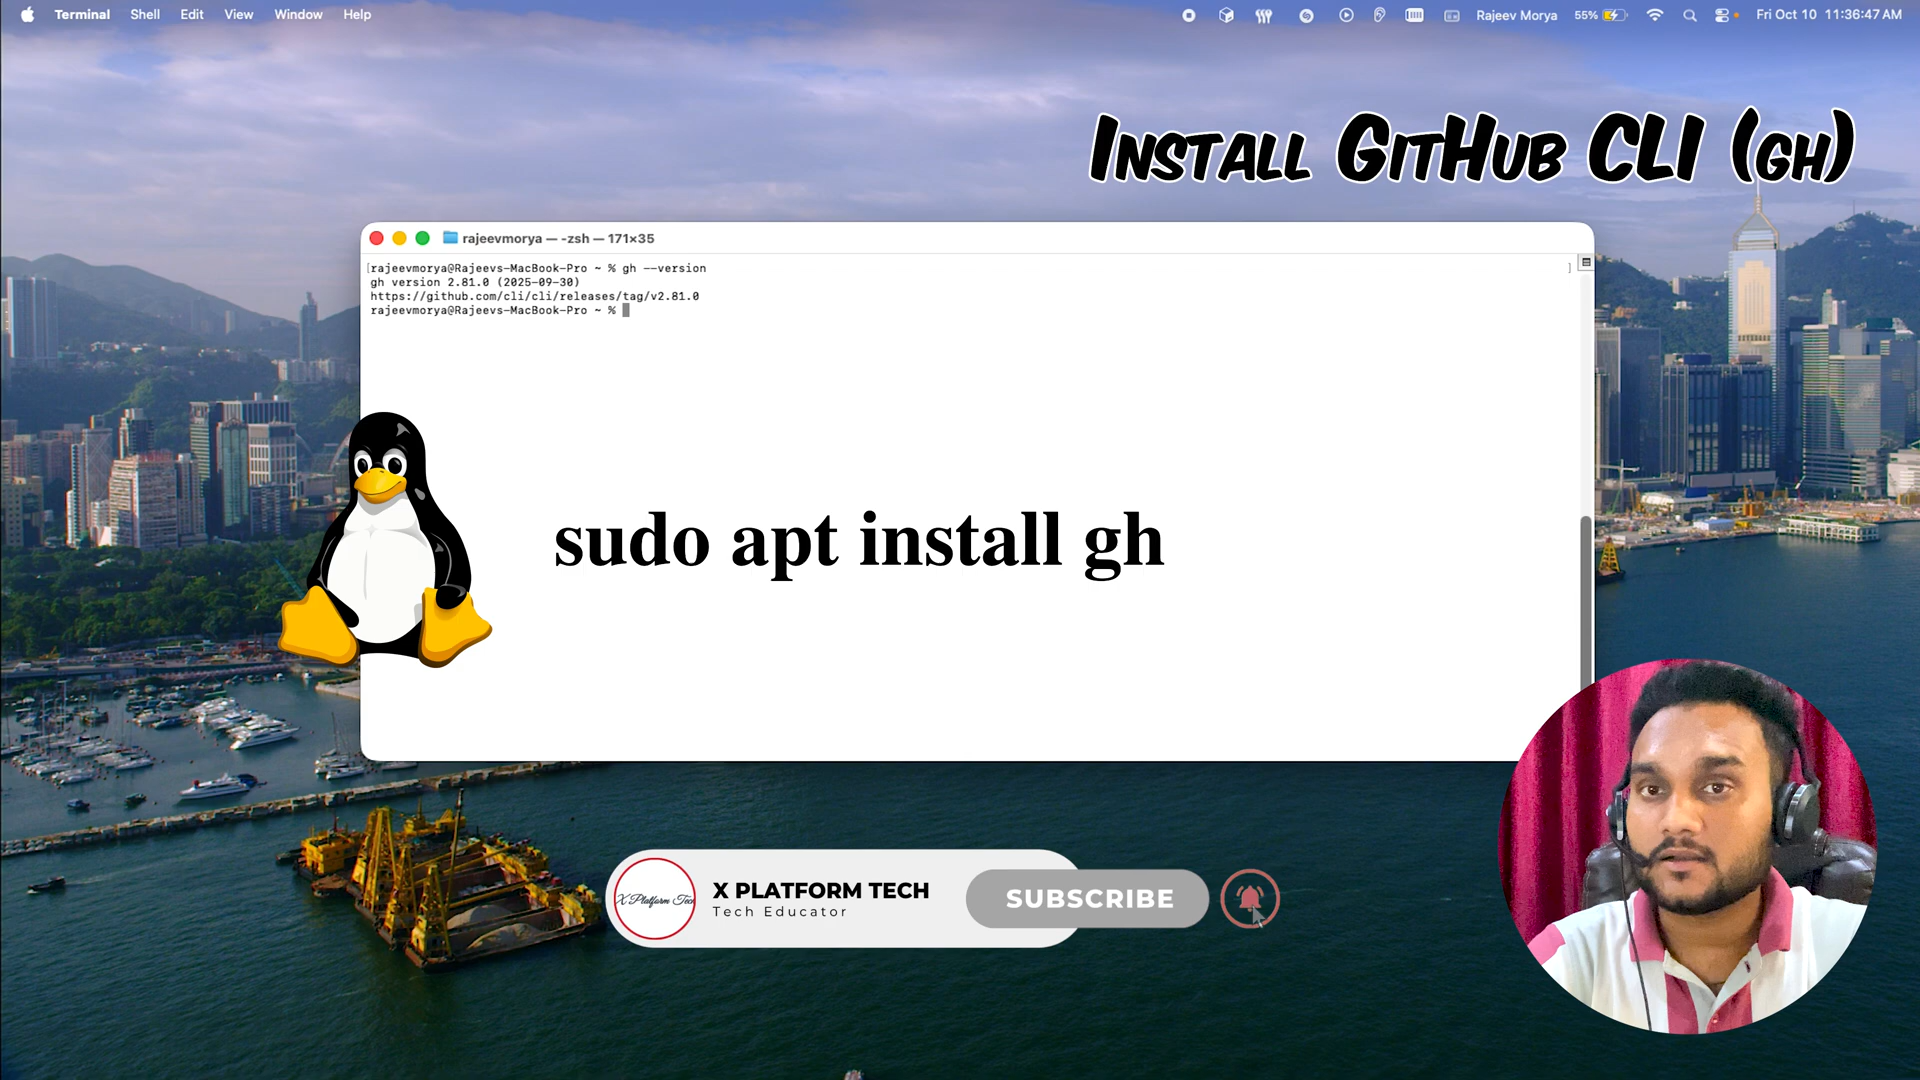 Terminal Shell Edit View Window Help
Rajeev Morya 55% Fri Oct 10 11:36:47 AM
INSTALL GITHUB CLI (GH)
rajeevmorya — -zsh — 171×35
[rajeevmorya@Rajeevs-MacBook-Pro ~ % gh --version ]
gh version 2.81.0 (2025-09-30)
https://github.com/cli/cli/releases/tag/v2.81.0
rajeevmorya@Rajeevs-MacBook-Pro ~ %
sudo apt install gh
X Platform Tech
X PLATFORM TECH
Tech Educator
SUBSCRIBE